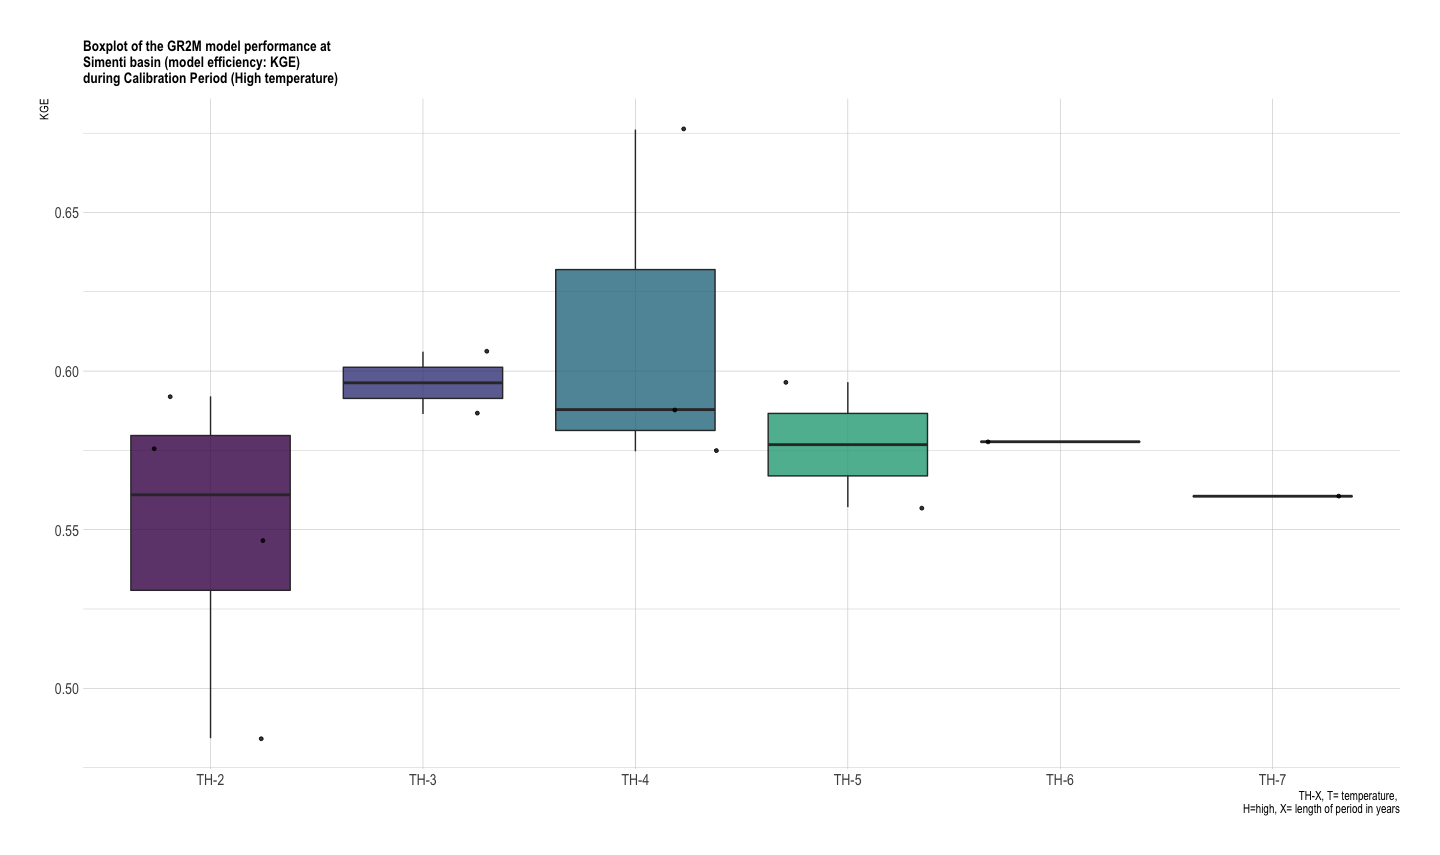 Boxplot of the GR2M model performance at
Simenti basin (model efficiency: KGE)
during Calibration Period (High temperature)
KGE
0.65
0.60
0.55
0.50
TH-2 TH-3 TH-4 TH-5 TH-6 TH-7
TH-X, T= temperature,
H=high, X= length of period in years